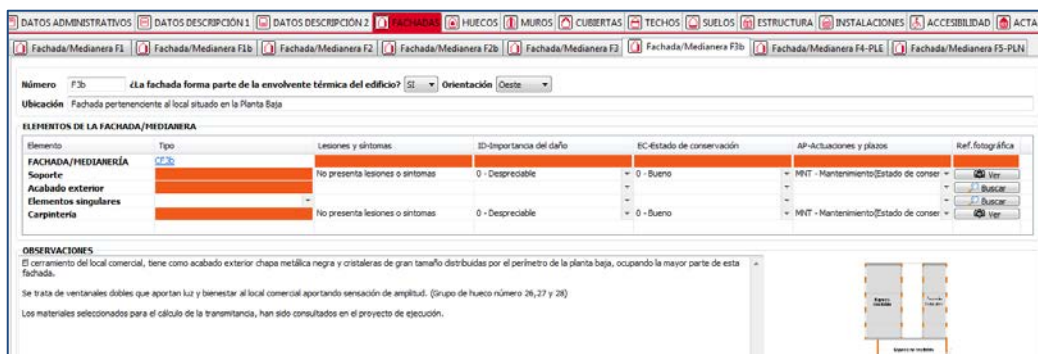 DATOS ADMINISTRATIVOS DATOS DESCRIPCIÓN 1 DATOS DESCRIPCIÓN 2 FACHADAS HUECOS MUROS CUBIERTAS TECHOS SUELOS ESTRUCTURA INSTALACIONES ACCESIBILIDAD ACTA
Fachada/Medianera F1 Fachada/Medianera F1b Fachada/Medianera F2 Fachada/Medianera F2b Fachada/Medianera F3 Fachada/Medianera F3b Fachada/Medianera F4-PLE Fachada/Medianera F5-PLN
Número F3b ¿La fachada forma parte de la envolvente térmica del edificio? SI Orientación Oeste
Ubicación Fachada pertenenciente al local situado en la Planta Baja
ELEMENTOS DE LA FACHADA/MEDIANERA
Elemento Tipo Lesiones y síntomas ID-Importancia del daño EC-Estado de conservación AP-Actuaciones y plazos Ref.fotográfica
FACHADA/MEDIANERÍA CF3b
Soporte No presenta lesiones o sintomas 0 - Despreciable 0 - Bueno MNT - Mantenimiento(Estado de conser Ver
Acabado exterior Buscar
Elementos singulares Buscar
Carpintería No presenta lesiones o sintomas 0 - Despreciable 0 -Bueno MNT - Mantenimiento(Estado de conser Ver
OBSERVACIONES
El cerramiento del local comercial, tiene como acabado exterior chapa metálica negra y cristaleras de gran tamaño distribuidas por el perímetro de la planta baja, ocupando la mayor parte de esta
fachada.
Se trata de ventanales dobles que aportan luz y bienestar al local comercial aportando sensación de amplitud. (Grupo de hueco número 26,27 y 28)
Los materiales seleccionados para el cálculo de la transmitancia, han sido consultados en el proyecto de ejecución.